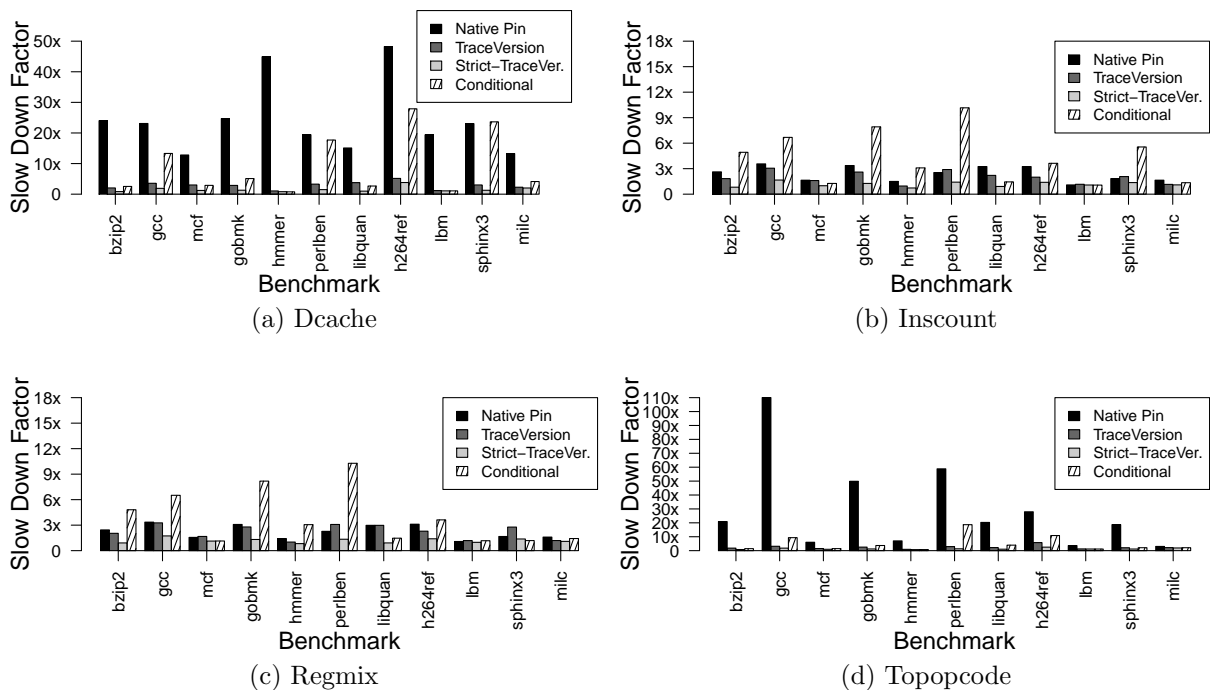 Slow Down Factor
50x
40x
30x
20x
10x
0
Native Pin
TraceVersion
Strict−TraceVer.
Conditional
bzip2
gcc
mcf
gobmk
hmmer
perlben
libquan
h264ref
lbm
sphinx3
milc
Benchmark
(a) Dcache
Slow Down Factor
18x
15x
12x
9x
6x
3x
0
Native Pin
TraceVersion
Strict−TraceVer.
Conditional
bzip2
gcc
mcf
gobmk
hmmer
perlben
libquan
h264ref
lbm
sphinx3
milc
Benchmark
(b) Inscount
Slow Down Factor
18x
15x
12x
9x
6x
3x
0
Native Pin
TraceVersion
Strict−TraceVer.
Conditional
bzip2
gcc
mcf
gobmk
hmmer
perlben
libquan
h264ref
lbm
sphinx3
milc
Benchmark
(c) Regmix
Slow Down Factor
110x
100x
90x
80x
70x
60x
50x
40x
30x
20x
10x
0
Native Pin
TraceVersion
Strict−TraceVer.
Conditional
bzip2
gcc
mcf
gobmk
hmmer
perlben
libquan
h264ref
lbm
sphinx3
milc
Benchmark
(d) Topopcode